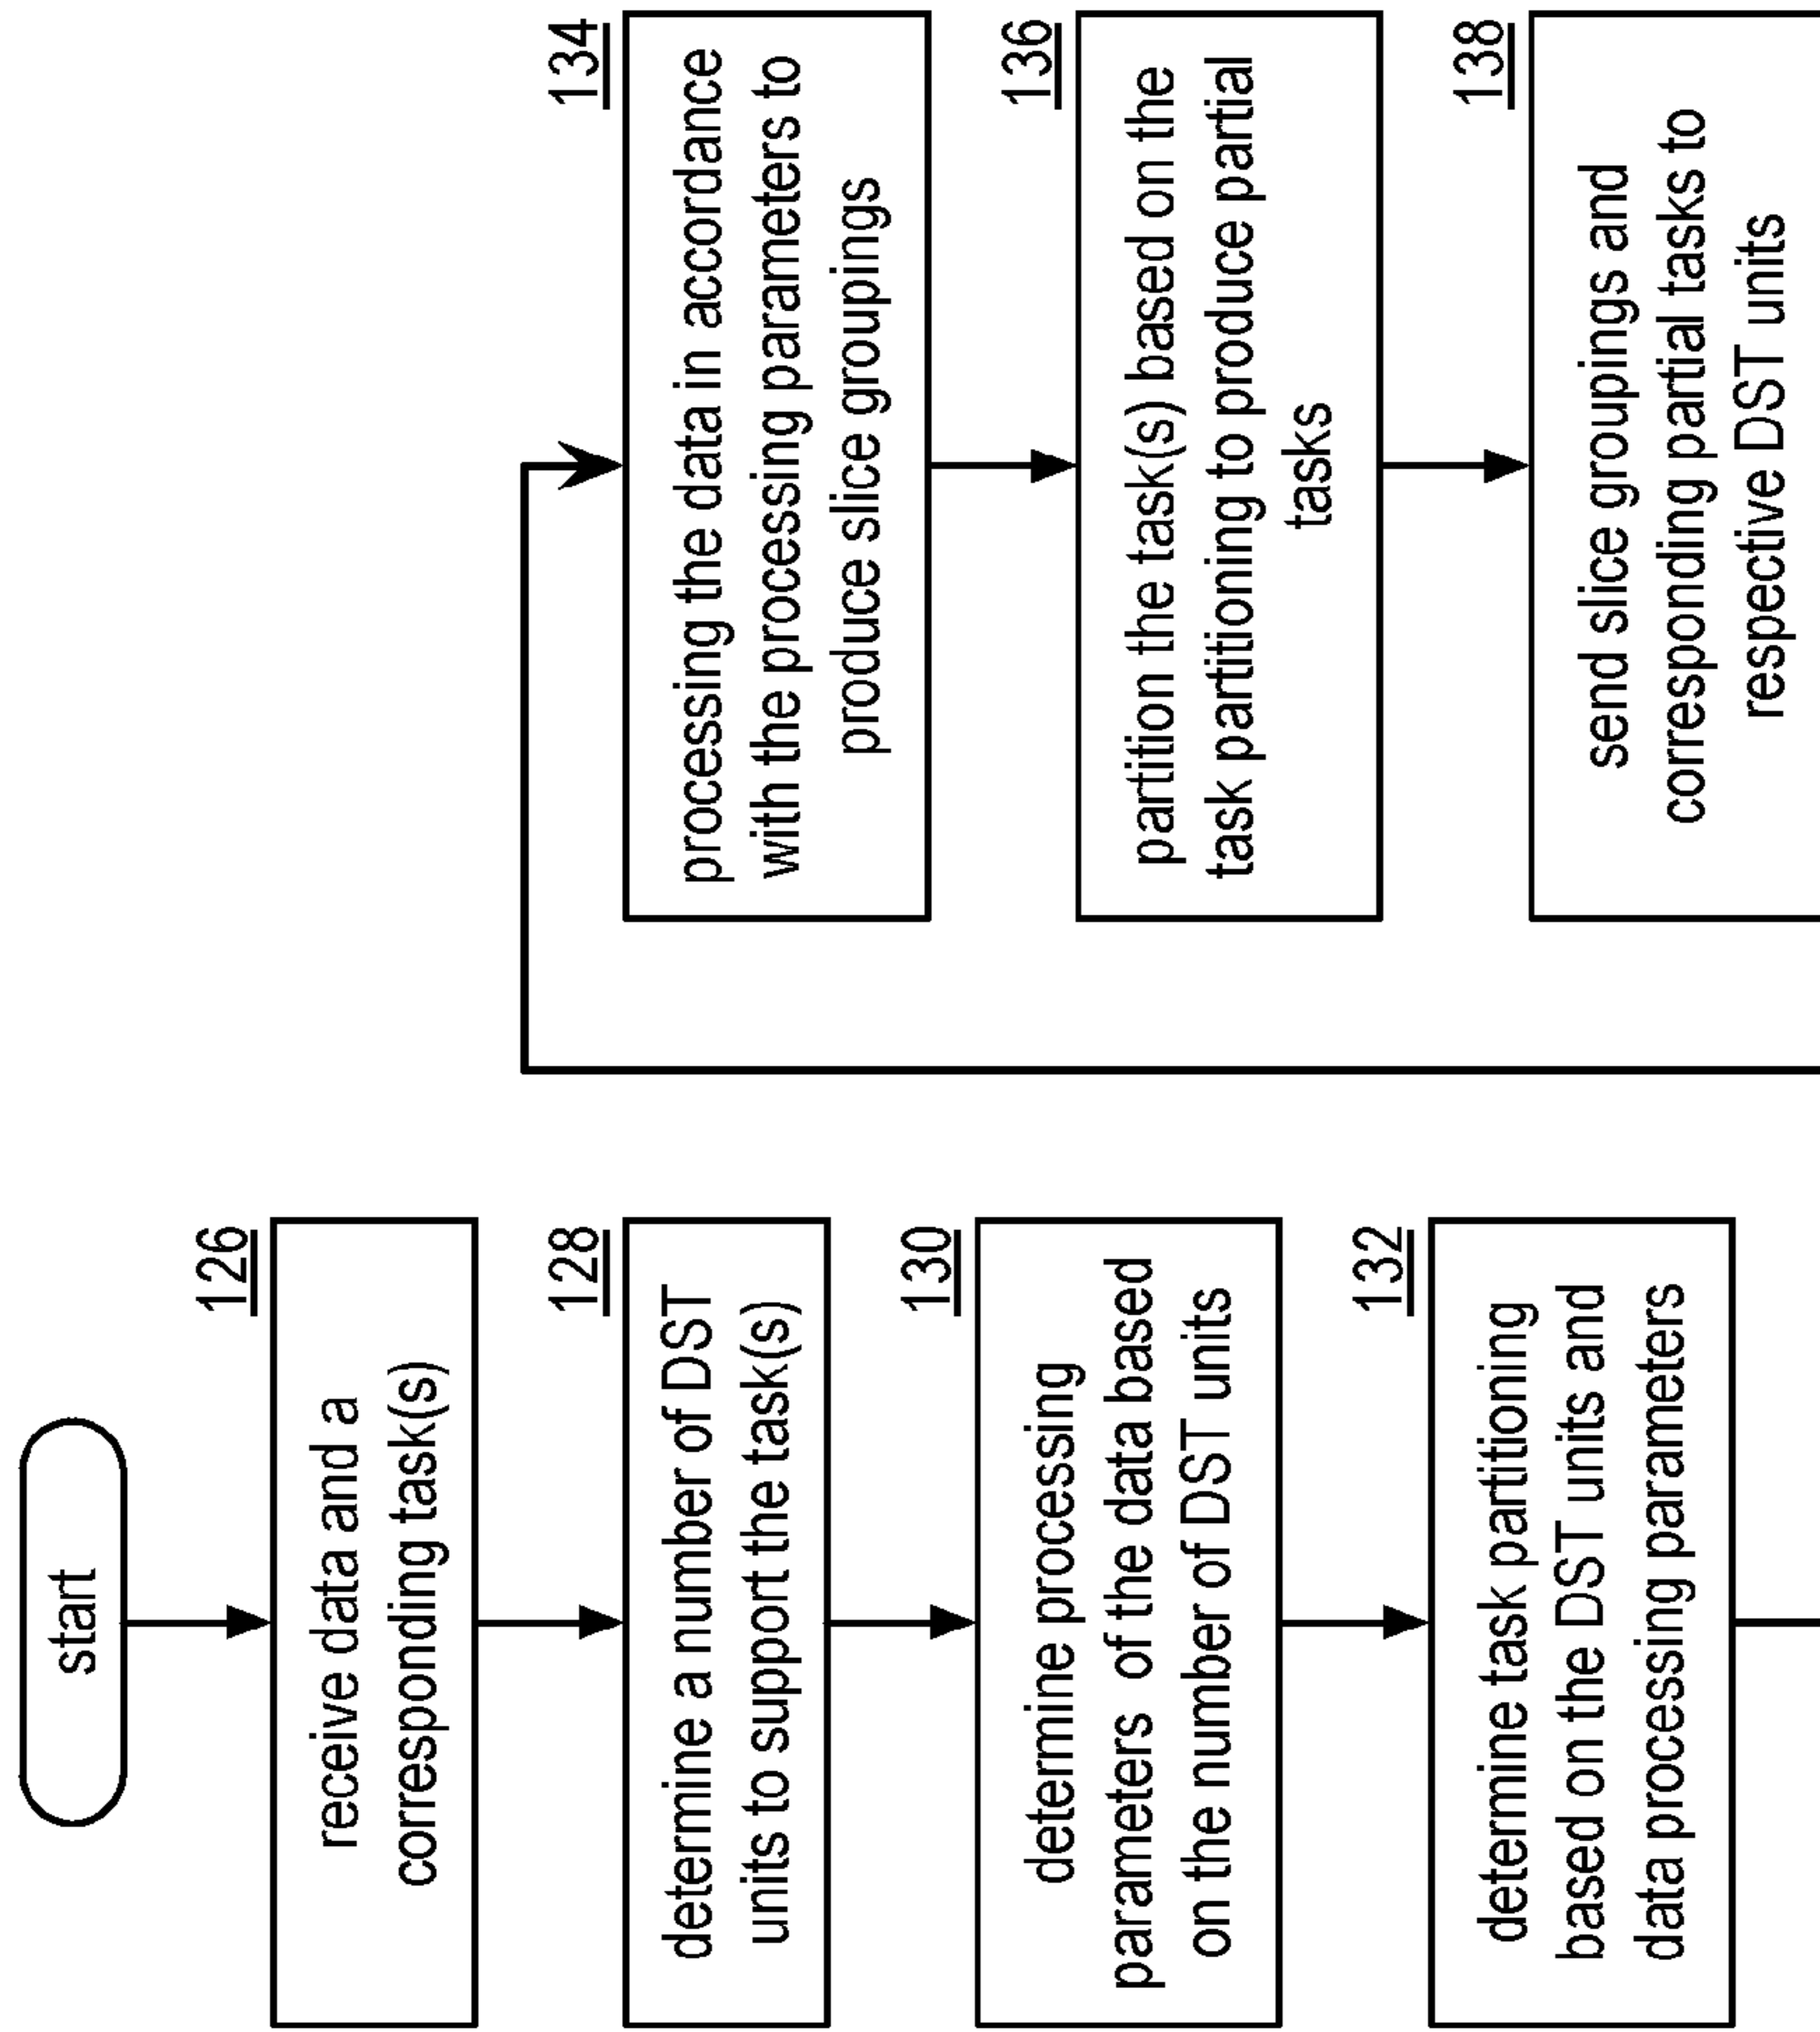 start
126
receive data and a
corresponding task(s)
128
determine a number of DST
units to support the task(s)
130
determine processing
parameters of the data based
on the number of DST units
132
determine task partitioning
based on the DST units and
data processing parameters
134
processing the data in accordance
with the processing parameters to
produce slice groupings
136
partition the task(s) based on the
task partitioning to produce partial
tasks
138
send slice groupings and
corresponding partial tasks to
respective DST units